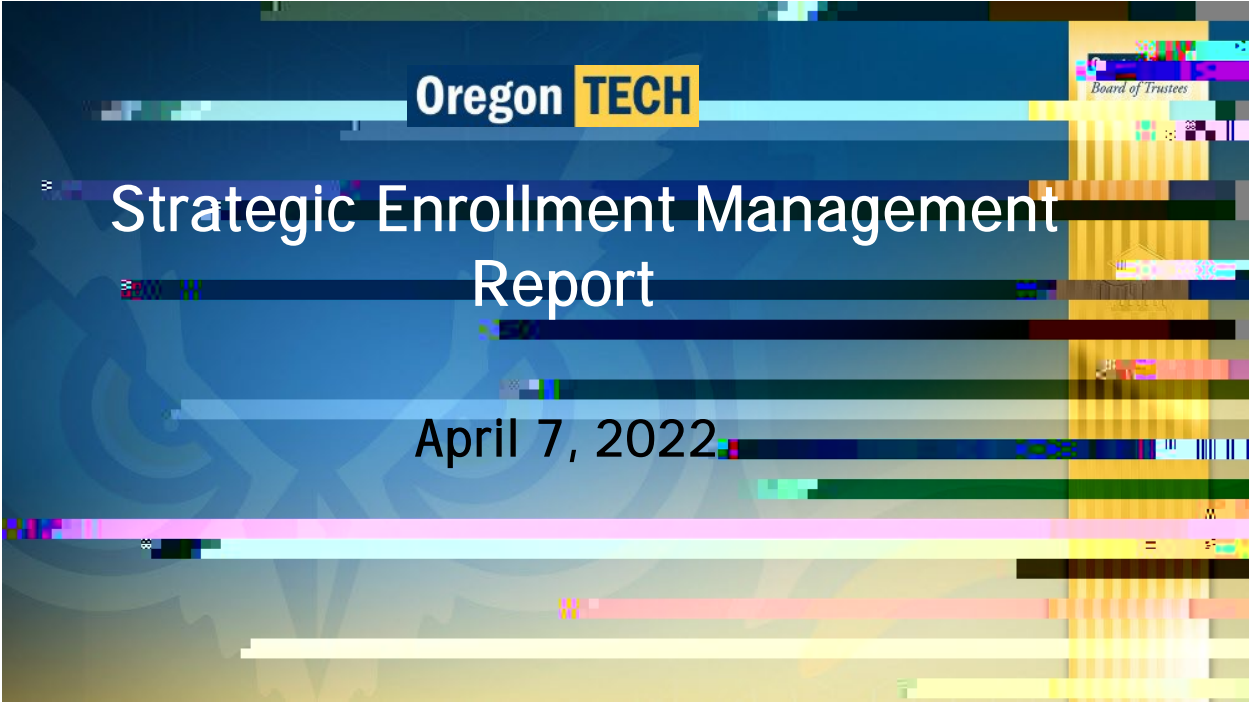 Oregon TECH
Board of Trustees
Strategic Enrollment Management
Report
April 7, 2022